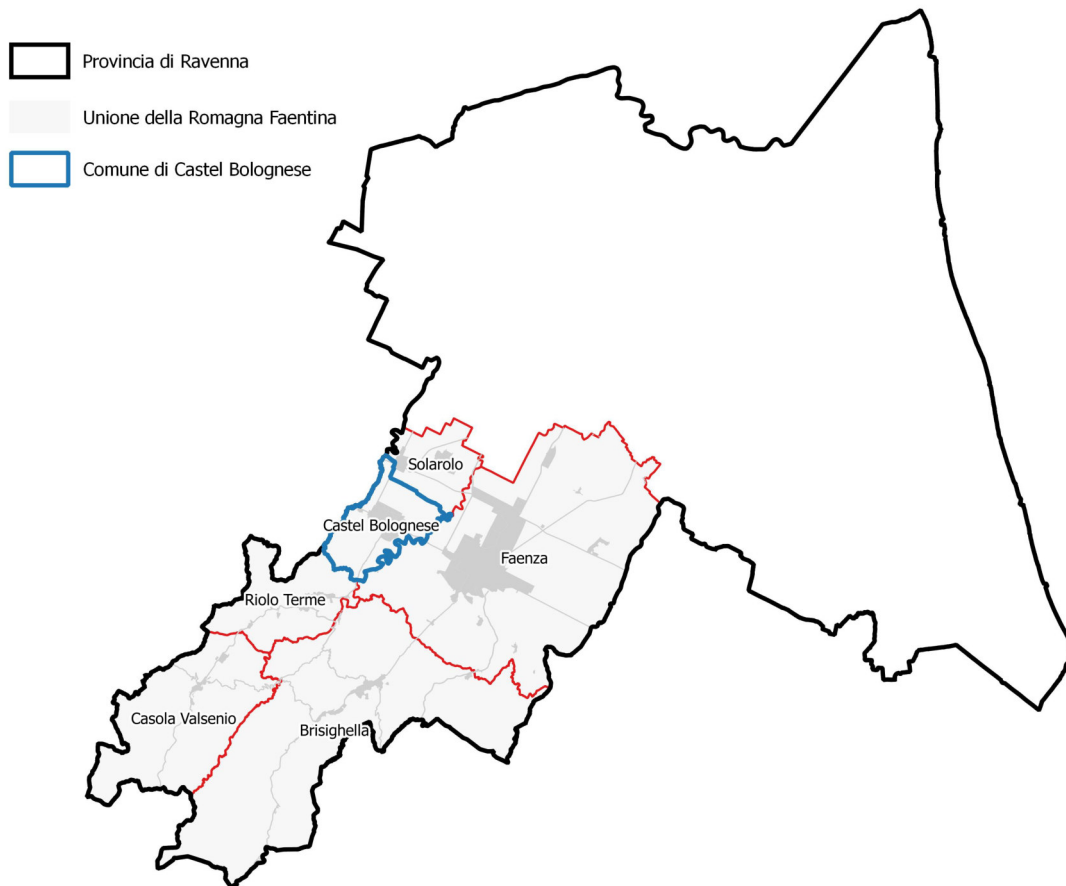 Provincia di Ravenna
Unione della Romagna Faentina
Comune di Castel Bolognese
Solarolo
Castel Bolognese
Faenza
Riolo Terme
Casola Valsenio
Brisighella